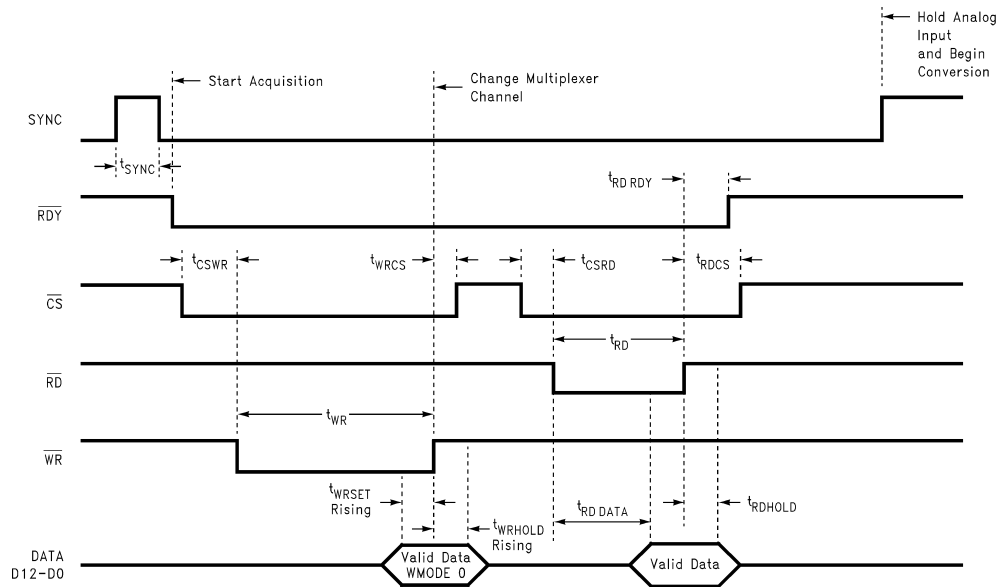 Hold Analog
Input
and Begin
Conversion
Start Acquisition
Change Multiplexer
Channel
SYNC
tSYNC
tRD RDY
RDY
tCSWR
tWRCS
tCSRD
tRDCS
CS
tRD
RD
tWR
WR
tWRSET
Rising
tWRHOLD
Rising
tRD DATA
tRDHOLD
DATA
D12-D0
Valid Data
WMODE 0
Valid Data